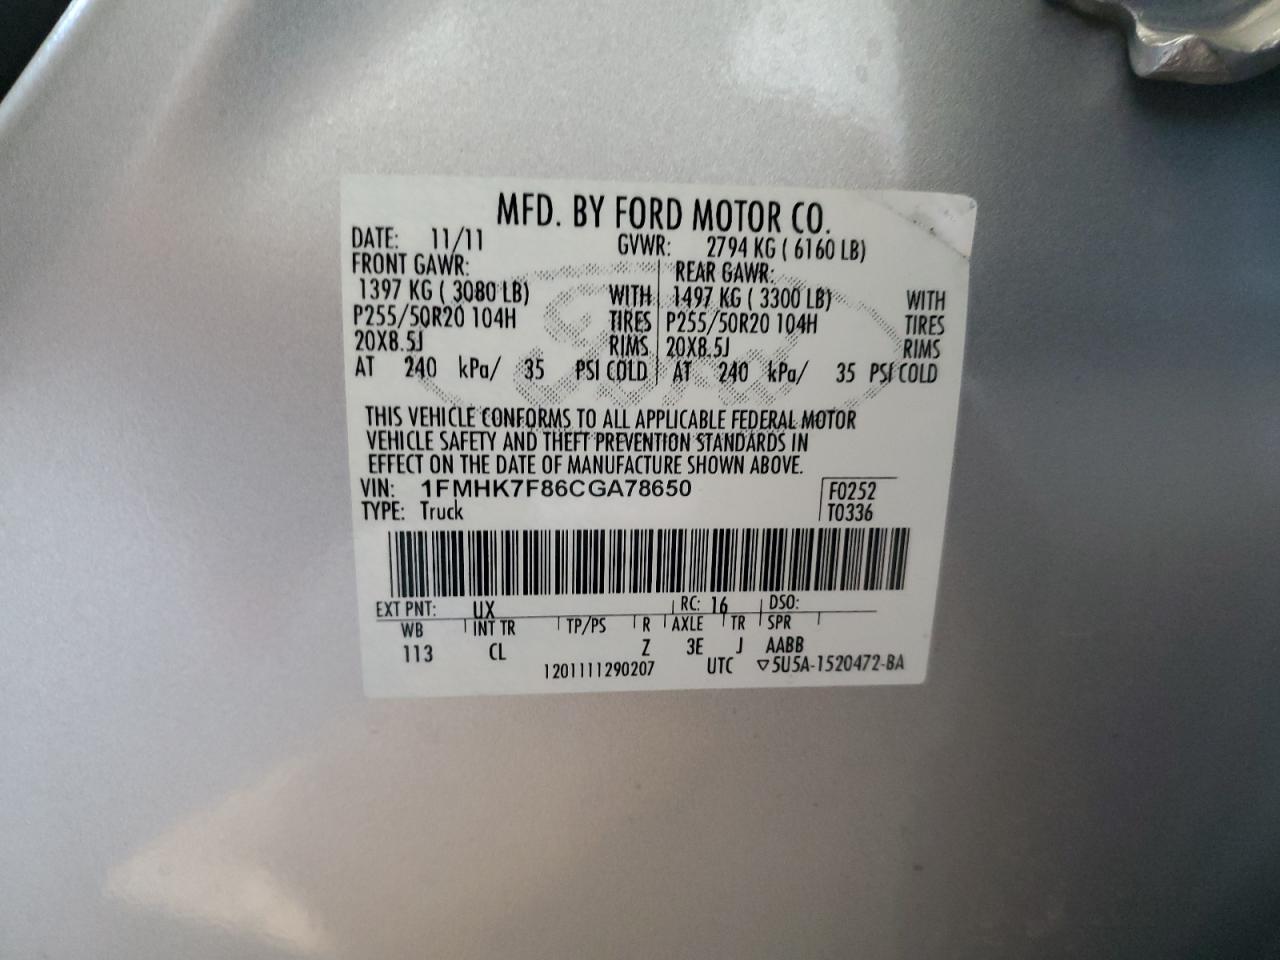 MFD. BY FORD MOTOR CO.
DATE: 11/11 GVWR: 2794 KG ( 6160 LB)
FRONT GAWR: REAR GAWR:
1397 KG ( 3080 LB) WITH 1497 KG ( 3300 LB) WITH
P255/50R20 104H TIRES P255/50R20 104H TIRES
20X8.5J RIMS 20X8.5J RIMS
AT 240 kPa/ 35 PSI COLD AT 240 kPa/ 35 PSI COLD
THIS VEHICLE CONFORMS TO ALL APPLICABLE FEDERAL MOTOR
VEHICLE SAFETY AND THEFT PREVENTION STANDARDS IN
EFFECT ON THE DATE OF MANUFACTURE SHOWN ABOVE.
VIN: 1FMHK7F86CGA78650 F0252
TYPE: Truck T0336
EXT PNT: UX RC: 16 DSO:
WB INT TR TP/PS R AXLE TR SPR
113 CL Z 3E J AABB
1201111290207 UTC ▽5U5A-1520472-BA